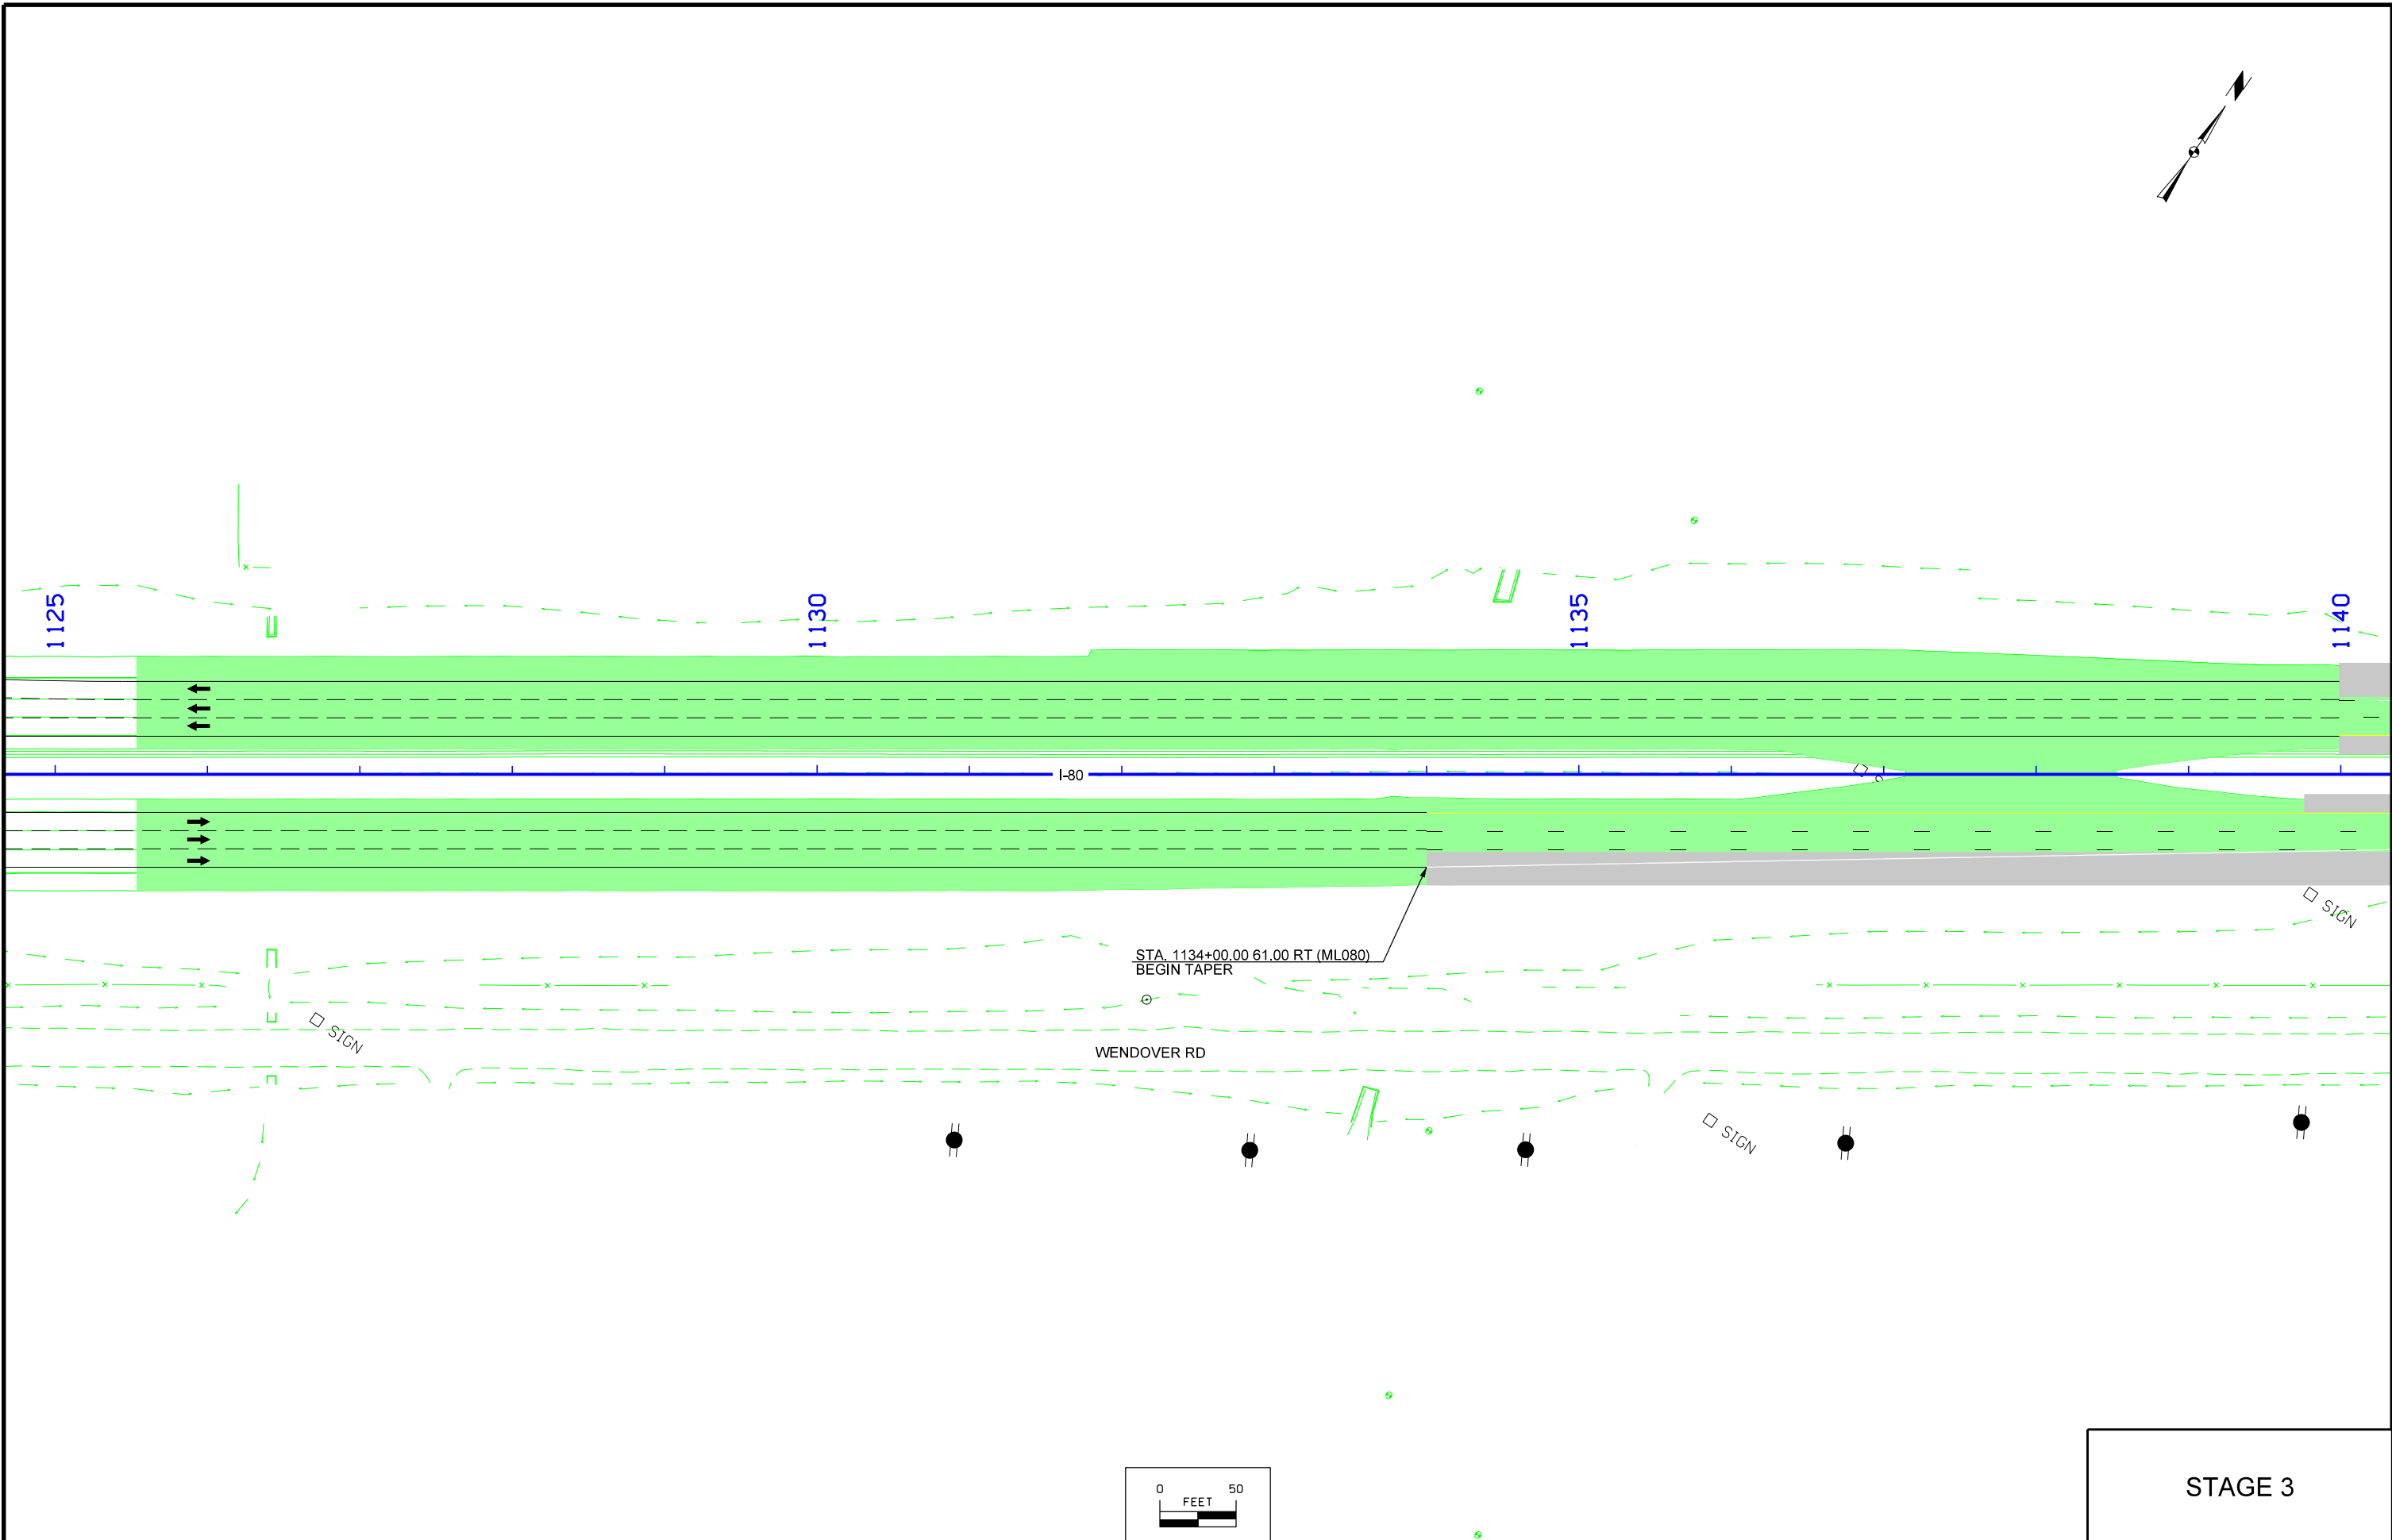 N
1125
1130
1135
1140
I-80
SIGN
STA. 1134+00.00 61.00 RT (ML080)
BEGIN TAPER
SIGN
WENDOVER RD
SIGN
0 50
FEET
STAGE 3